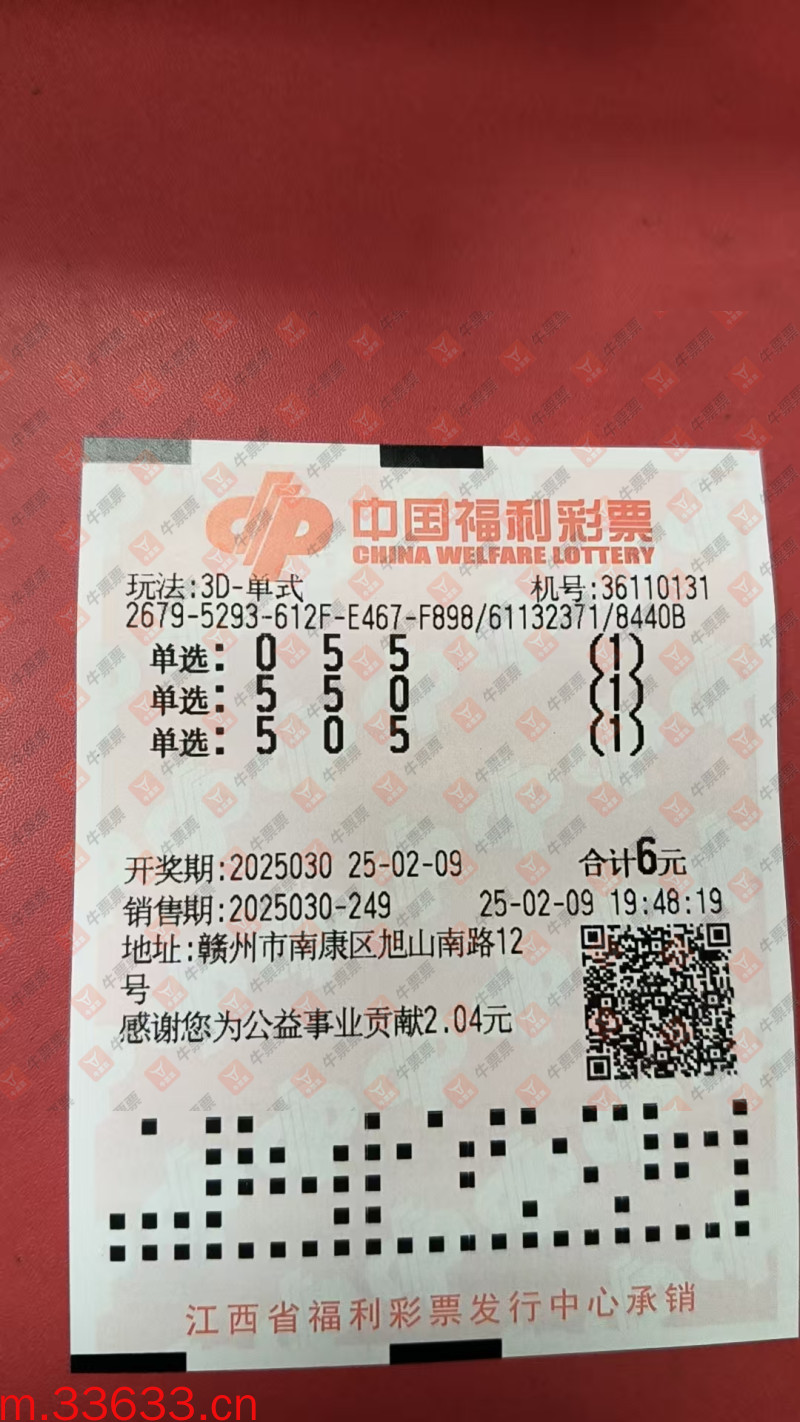 中国福利彩票
CHINA WELFARE LOTTERY
玩法:3D-单式 机号:36110131
2679-5293-612F-E467-F898/61132371/8440B
单选: 0 5 5 (1)
单选: 5 5 0 (1)
单选: 5 0 5 (1)
开奖期:2025030 25-02-09 合计6元
销售期:2025030-249 25-02-09 19:48:19
地址:赣州市南康区旭山南路12
号
感谢您为公益事业贡献2.04元
江西省福利彩票发行中心承销
m.33633.cn
牛票票